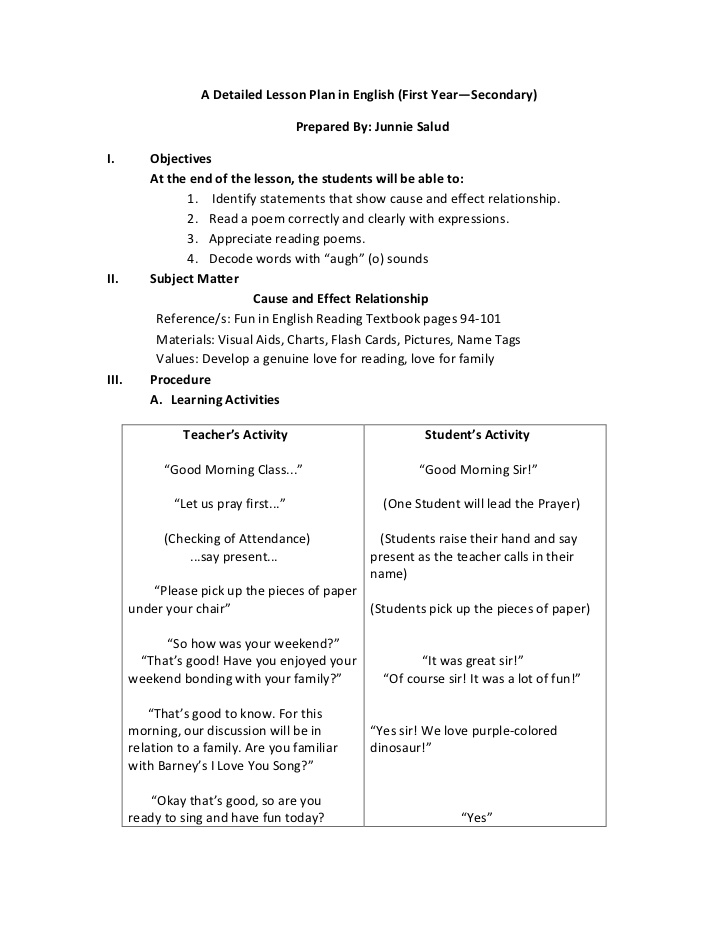 A Detailed Lesson Plan in English (First Year—Secondary)
Prepared By: Junnie Salud
I. Objectives
At the end of the lesson, the students will be able to:
1. Identify statements that show cause and effect relationship.
2. Read a poem correctly and clearly with expressions.
3. Appreciate reading poems.
4. Decode words with “augh” (o) sounds
II. Subject Matter
Cause and Effect Relationship
Reference/s: Fun in English Reading Textbook pages 94-101
Materials: Visual Aids, Charts, Flash Cards, Pictures, Name Tags
Values: Develop a genuine love for reading, love for family
III. Procedure
A. Learning Activities
Teacher’s Activity
“Good Morning Class...”
“Let us pray first...”
(Checking of Attendance)
...say present...
“Please pick up the pieces of paper
under your chair”
“So how was your weekend?”
“That’s good! Have you enjoyed your
weekend bonding with your family?”
“That’s good to know. For this
morning, our discussion will be in
relation to a family. Are you familiar
with Barney’s I Love You Song?”
“Okay that’s good, so are you
ready to sing and have fun today?
Student’s Activity
“Good Morning Sir!”
(One Student will lead the Prayer)
(Students raise their hand and say
present as the teacher calls in their
name)
(Students pick up the pieces of paper)
“It was great sir!”
“Of course sir! It was a lot of fun!”
“Yes sir! We love purple-colored
dinosaur!”
“Yes”